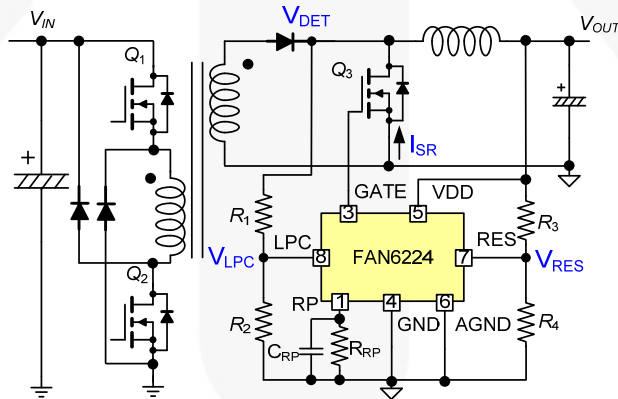 VIN
VDET
VOUT
Q1
Q3
+
+
ISR
GATE
VDD
R1
R3
3
5
LPC
RES
VLPC
8
FAN6224
7
VRES
Q2
RP
1
4
6
GND
AGND
R2
CRP
RRP
R4